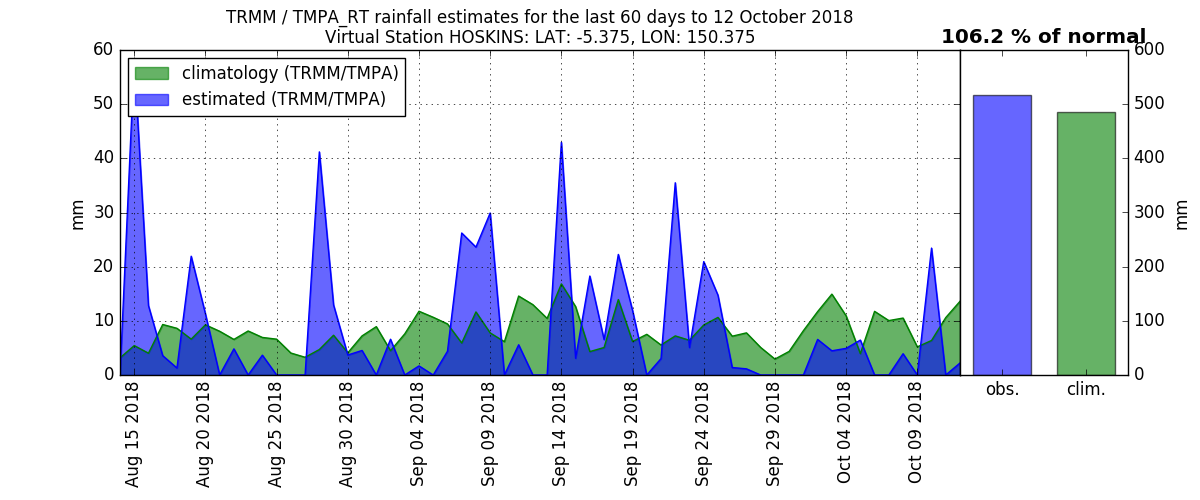 TRMM / TMPA_RT rainfall estimates for the last 60 days to 12 October 2018
Virtual Station HOSKINS: LAT: -5.375, LON: 150.375
106.2 % of normal
climatology (TRMM/TMPA)
estimated (TRMM/TMPA)
60
50
40
30
20
10
0
mm
600
500
400
300
200
100
0
mm
Aug 15 2018
Aug 20 2018
Aug 25 2018
Aug 30 2018
Sep 04 2018
Sep 09 2018
Sep 14 2018
Sep 19 2018
Sep 24 2018
Sep 29 2018
Oct 04 2018
Oct 09 2018
obs.
clim.